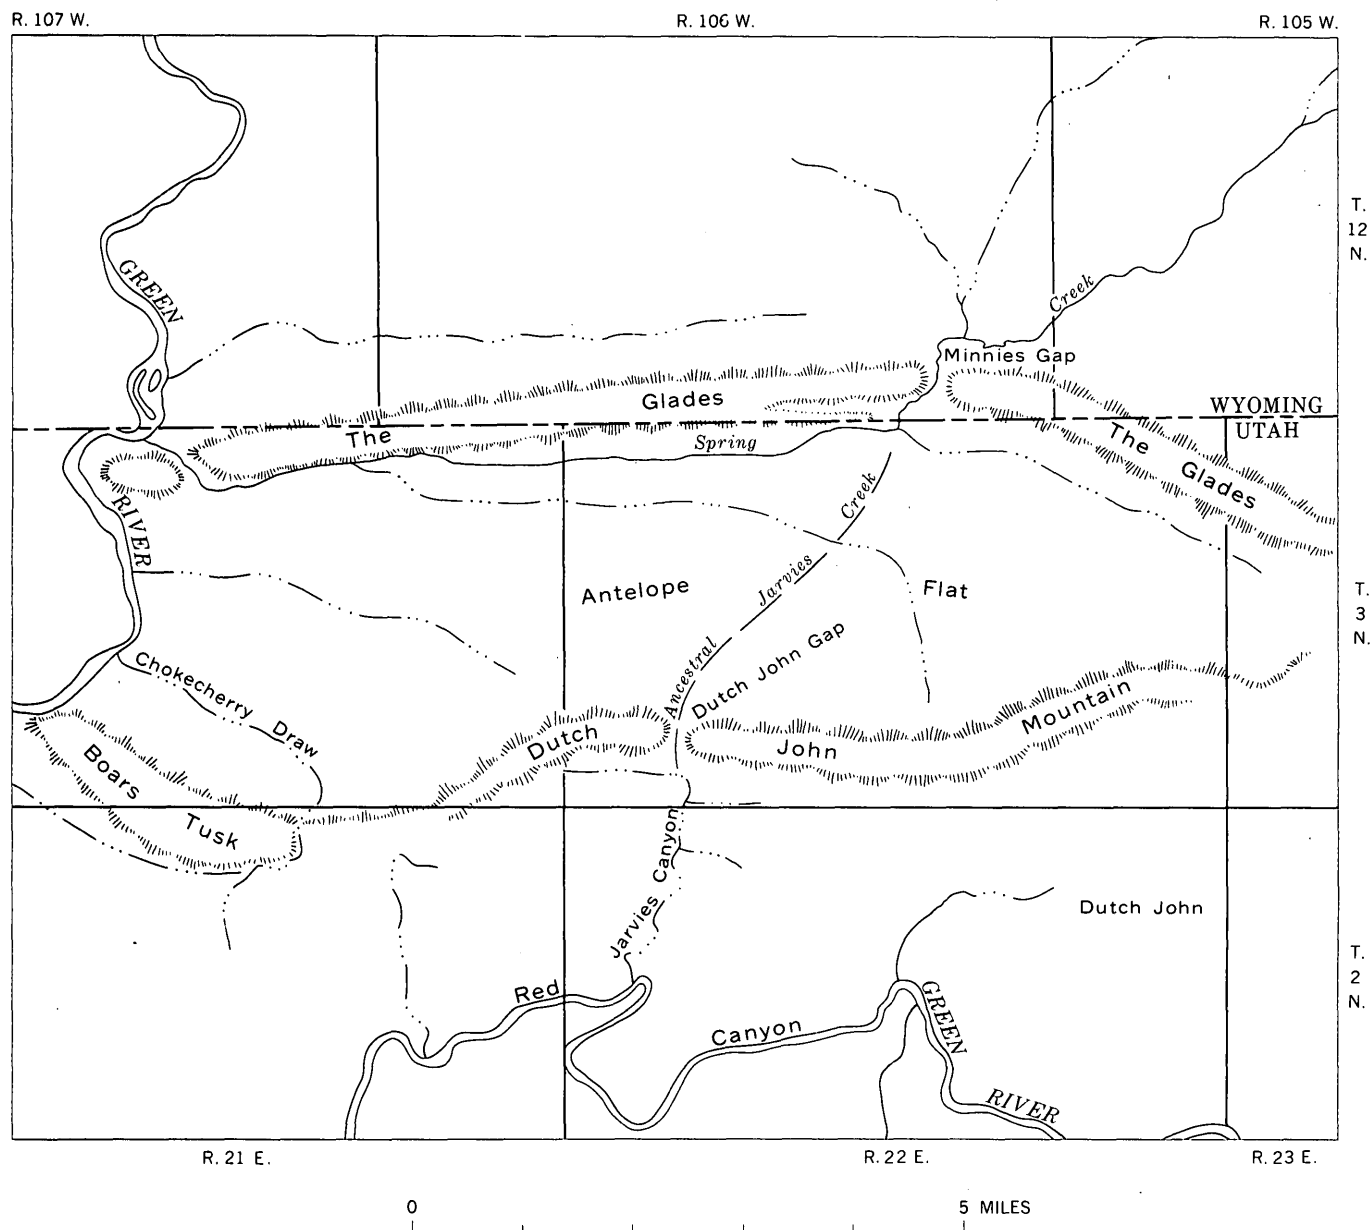 R. 107 W.
R. 106 W.
R. 105 W.
T.
12
N.
GREEN
Creek
Minnies Gap
Glades
The
WYOMING
UTAH
Spring
The
Glades
RIVER
Creek
Jarvies
Ancestral
Antelope
Flat
T.
3
N.
Dutch John Gap
Chokecherry Draw
Boars
Tusk
Dutch
John
Mountain
Jarvies Canyon
Dutch John
T.
2
N.
Red
Canyon
GREEN
RIVER
R. 21 E.
R. 22 E.
R. 23 E.
0
5 MILES